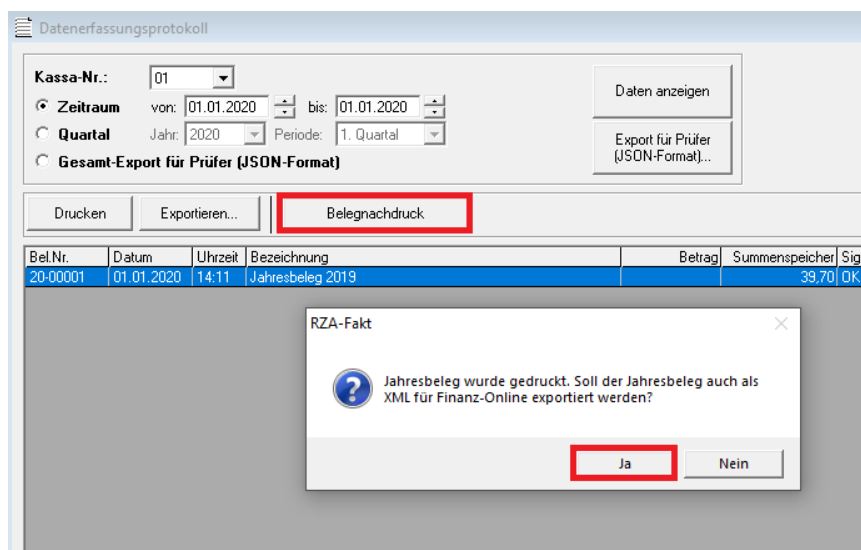 Datenerfassungsprotokoll
Kassa-Nr.: 01
Zeitraum von: 01.01.2020 bis: 01.01.2020
Daten anzeigen
Quartal Jahr: 2020 Periode: 1. Quartal
Export für Prüfer
(JSON-Format)...
Gesamt-Export für Prüfer (JSON-Format)
Drucken Exportieren... Belegnachdruck
Bel.Nr. Datum Uhrzeit Bezeichnung Betrag Summenspeicher Sig
20-00001 01.01.2020 14:11 Jahresbeleg 2019 39,70 OK
RZA-Fakt
Jahresbeleg wurde gedruckt. Soll der Jahresbeleg auch als
XML für Finanz-Online exportiert werden?
Ja Nein